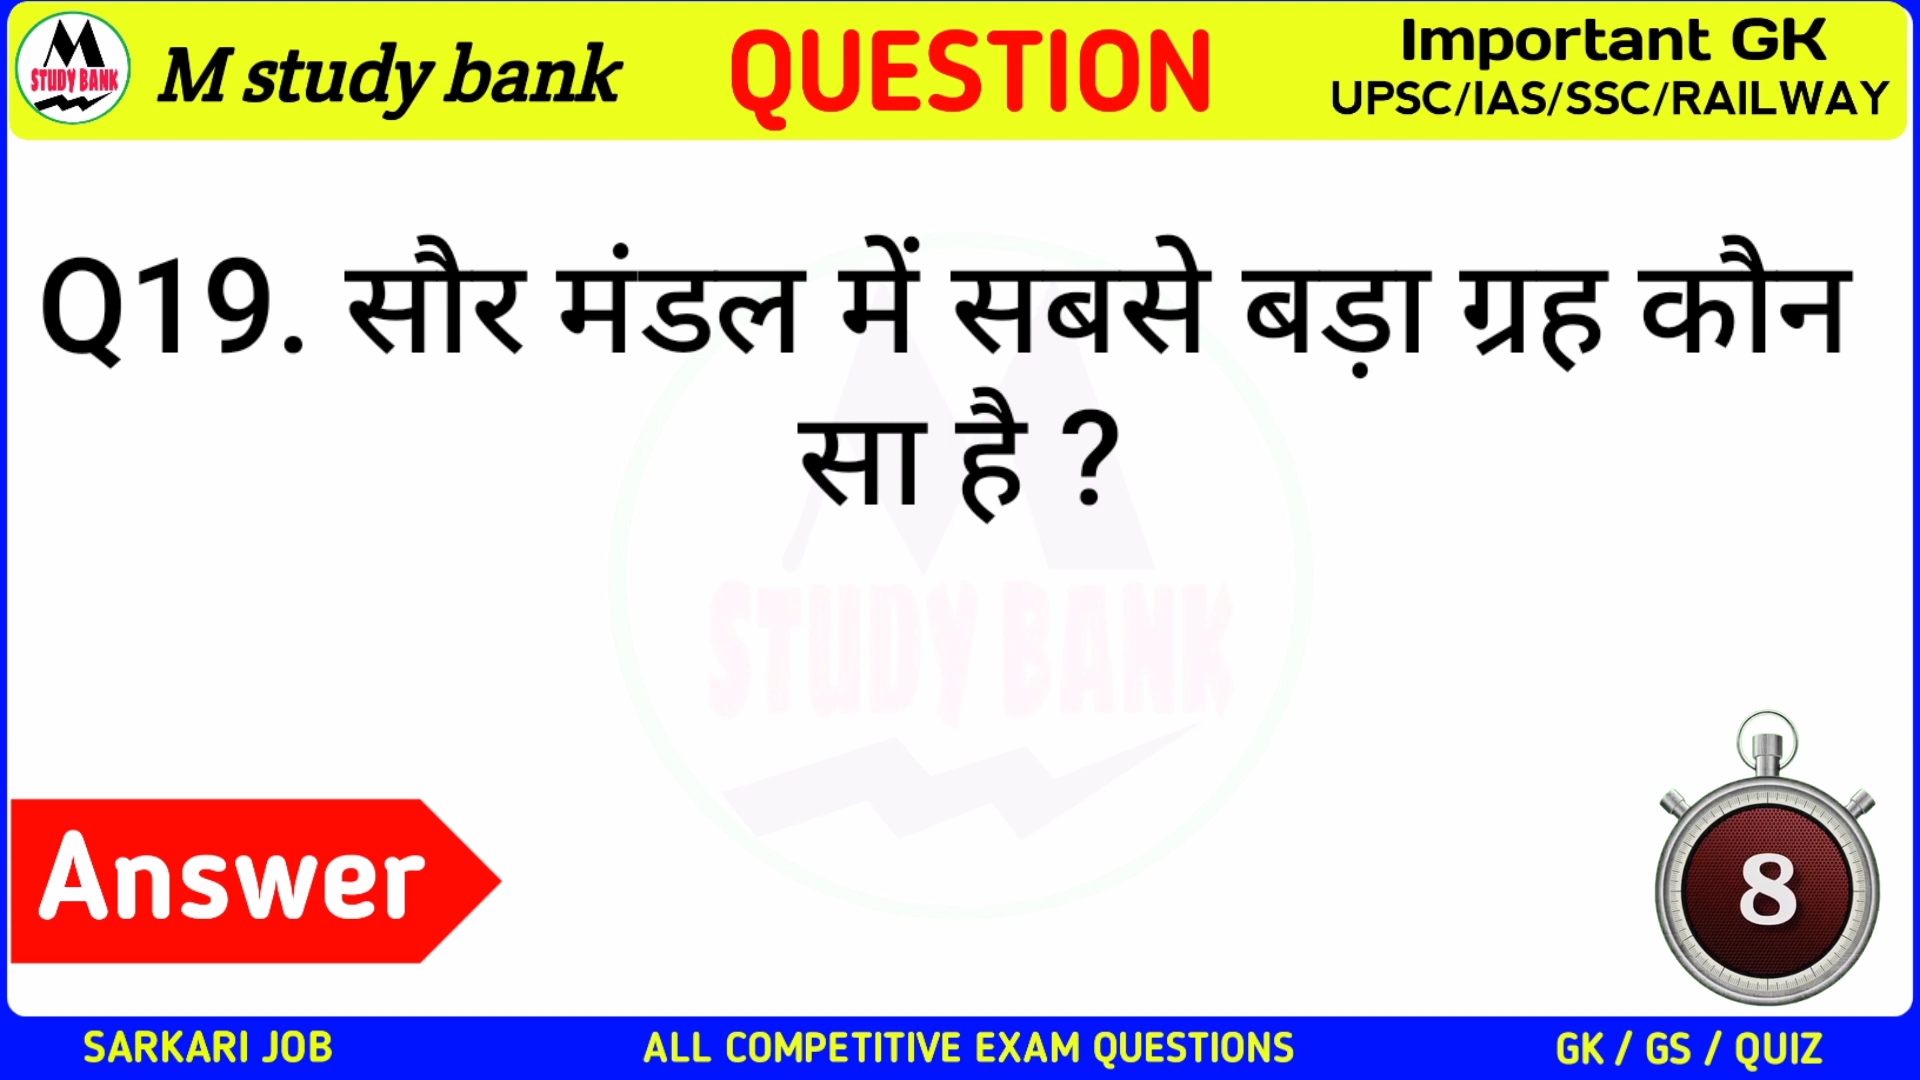 M
STUDY BANK
M study bank
QUESTION
Important GK
UPSC/IAS/SSC/RAILWAY
Q19. सौर मंडल में सबसे बड़ा ग्रह कौन
सा है ?
STUDY BANK
Answer
8
SARKARI JOB
ALL COMPETITIVE EXAM QUESTIONS
GK / GS / QUIZ